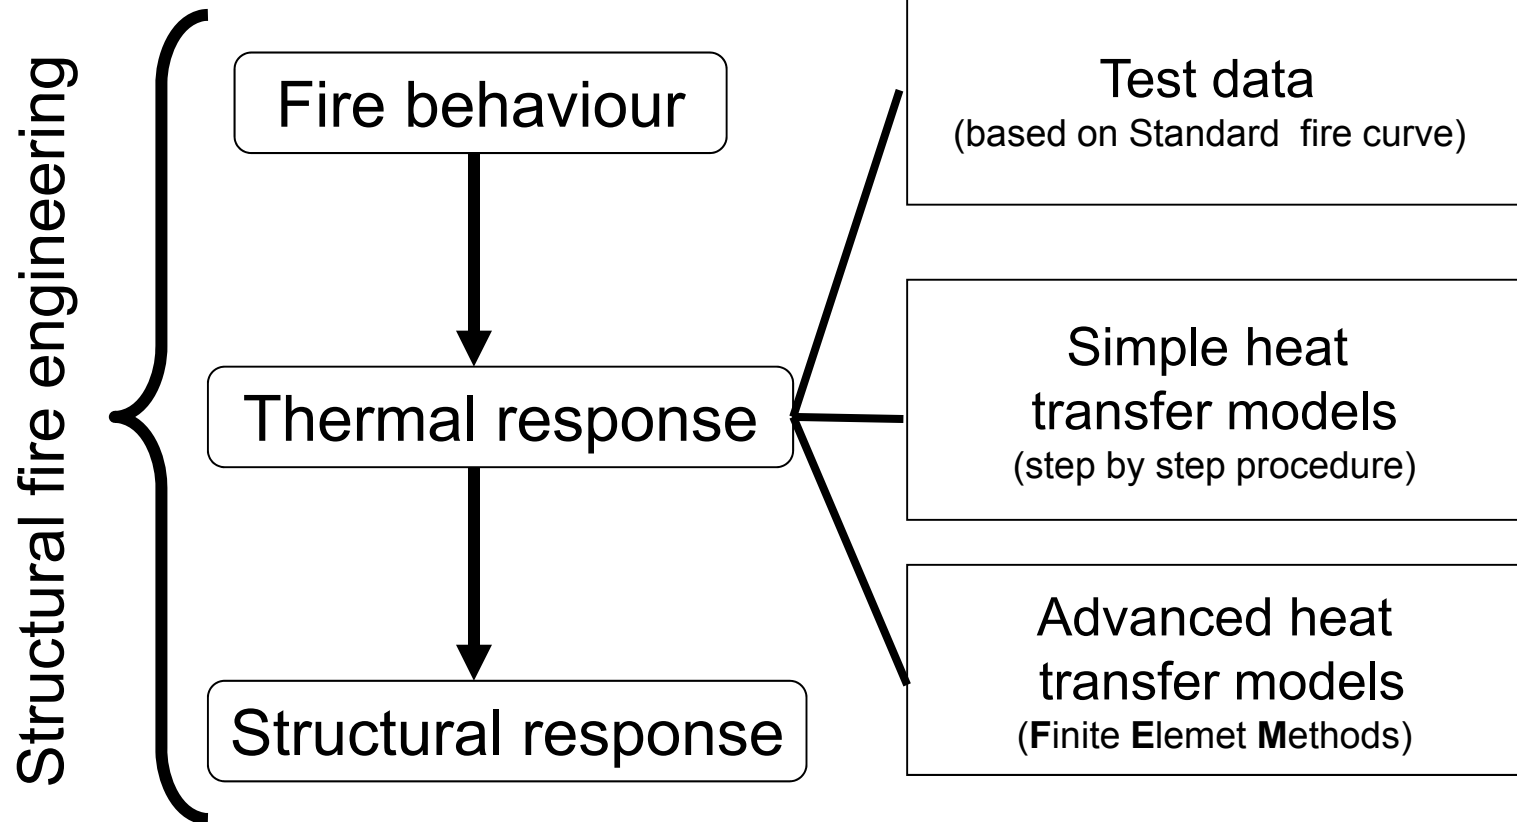 Structural fire engineering
Fire behaviour
Thermal response
Structural response
Test data
(based on Standard fire curve)
Simple heat
transfer models
(step by step procedure)
Advanced heat
transfer models
(Finite Elemet Methods)